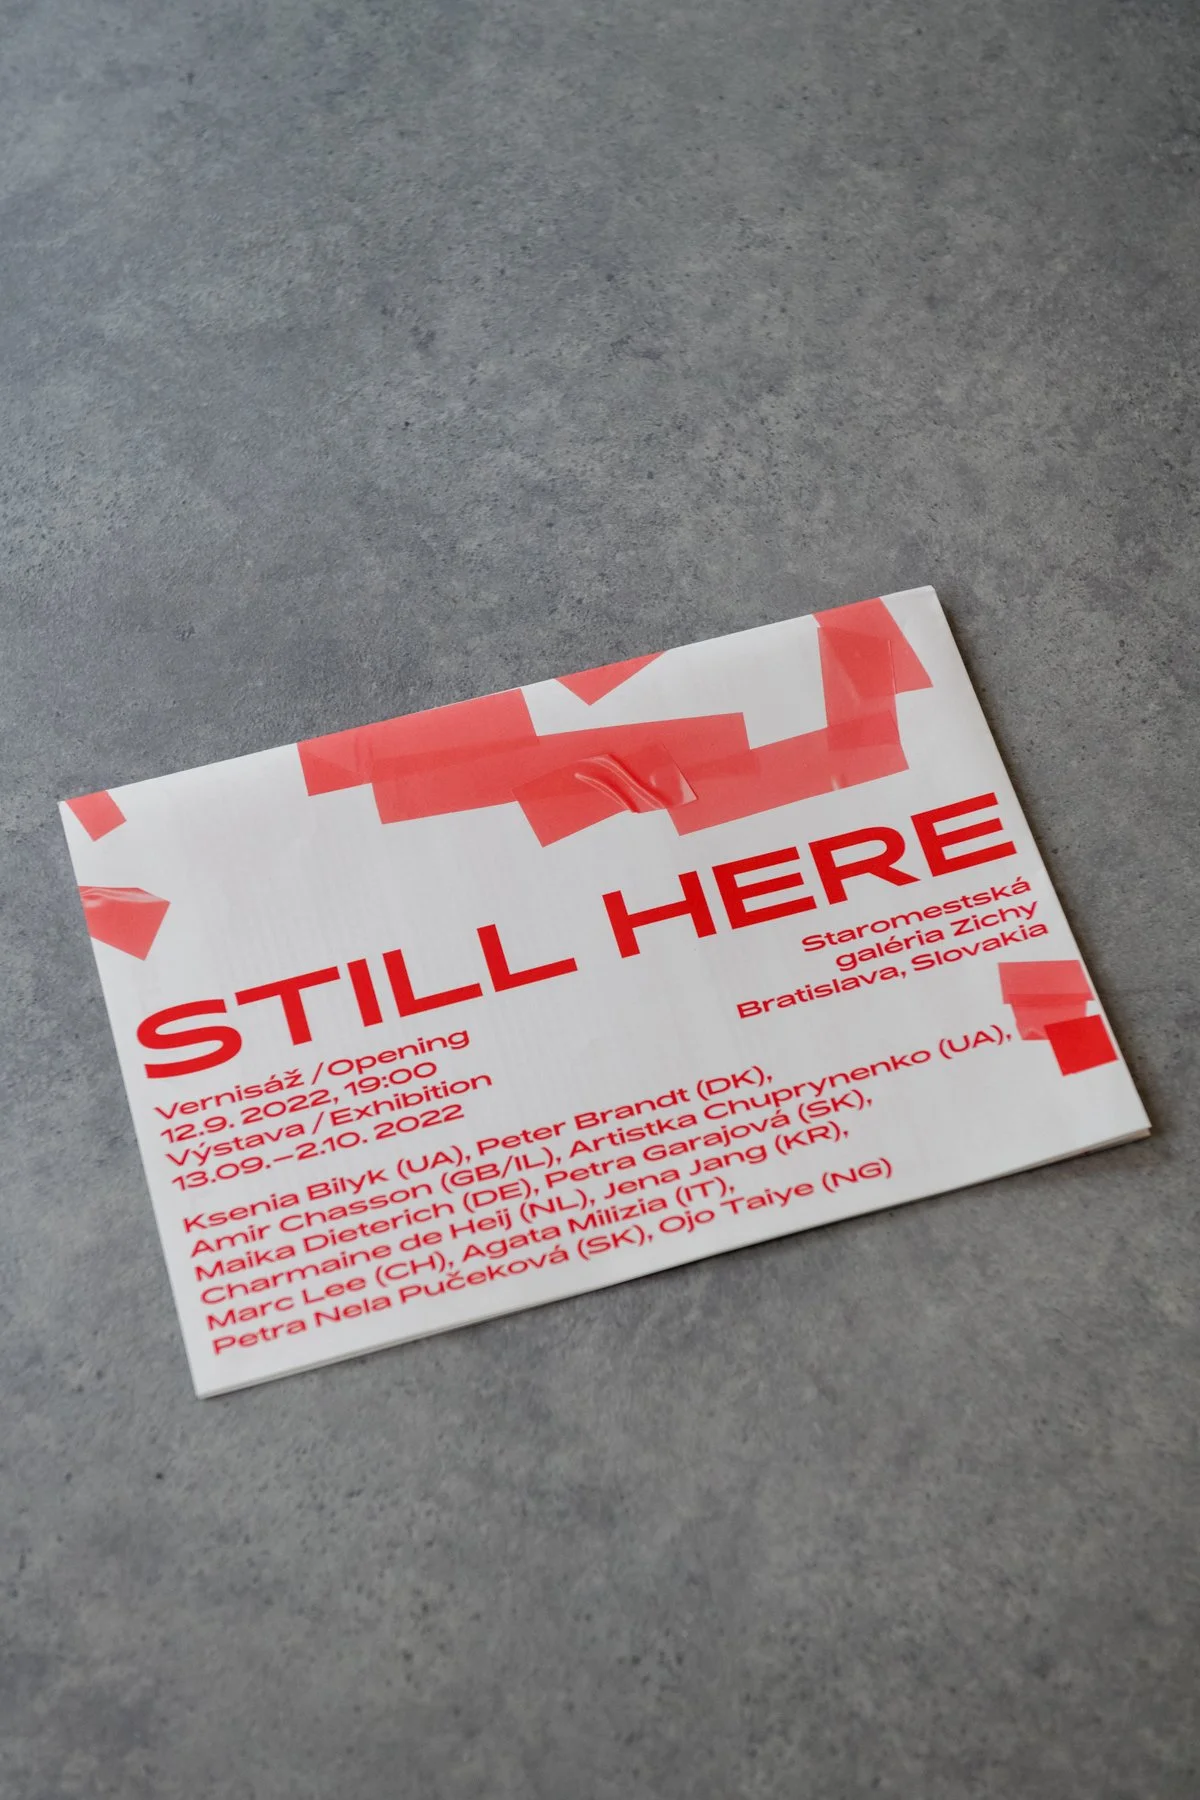 STILL HERE
Staromestská
galéria Zichy
Bratislava, Slovakia
Vernisáž / Opening
12.9. 2022, 19:00
Výstava / Exhibition
13.09.–2.10. 2022
Ksenia Bilyk (UA), Peter Brandt (DK),
Amir Chasson (GB/IL), Artistka Chuprynenko (UA),
Maika Dieterich (DE), Petra Garajová (SK),
Charmaine de Heij (NL), Jena Jang (KR),
Marc Lee (CH), Agata Milizia (IT),
Petra Nela Pučeková (SK), Ojo Taiye (NG)